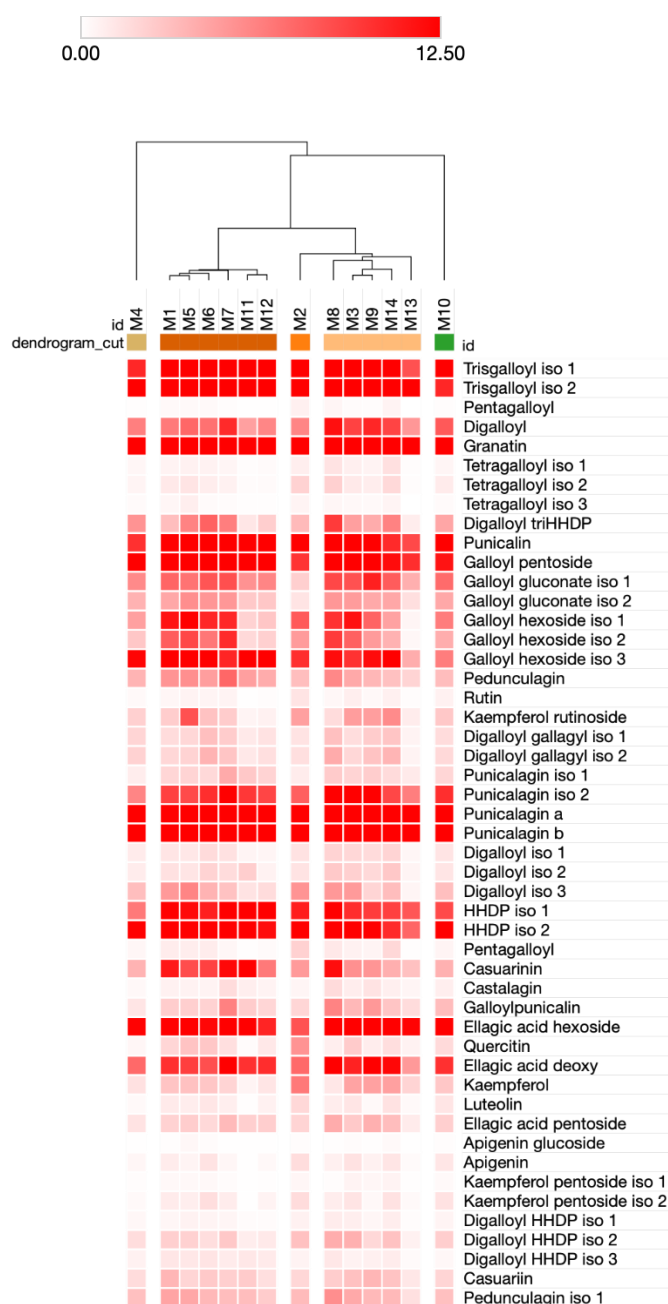 0.00 12.50
id M4 M1 M5 M6 M7 M11 M12 M2 M8 M3 M9 M14 M13 M10
dendrogram_cut id
Trisgalloyl iso 1
Trisgalloyl iso 2
Pentagalloyl
Digalloyl
Granatin
Tetragalloyl iso 1
Tetragalloyl iso 2
Tetragalloyl iso 3
Digalloyl triHHDP
Punicalin
Galloyl pentoside
Galloyl gluconate iso 1
Galloyl gluconate iso 2
Galloyl hexoside iso 1
Galloyl hexoside iso 2
Galloyl hexoside iso 3
Pedunculagin
Rutin
Kaempferol rutinoside
Digalloyl gallagyl iso 1
Digalloyl gallagyl iso 2
Punicalagin iso 1
Punicalagin iso 2
Punicalagin a
Punicalagin b
Digalloyl iso 1
Digalloyl iso 2
Digalloyl iso 3
HHDP iso 1
HHDP iso 2
Pentagalloyl
Casuarinin
Castalagin
Galloylpunicalin
Ellagic acid hexoside
Quercitin
Ellagic acid deoxy
Kaempferol
Luteolin
Ellagic acid pentoside
Apigenin glucoside
Apigenin
Kaempferol pentoside iso 1
Kaempferol pentoside iso 2
Digalloyl HHDP iso 1
Digalloyl HHDP iso 2
Digalloyl HHDP iso 3
Casuariin
Pedunculagin iso 1